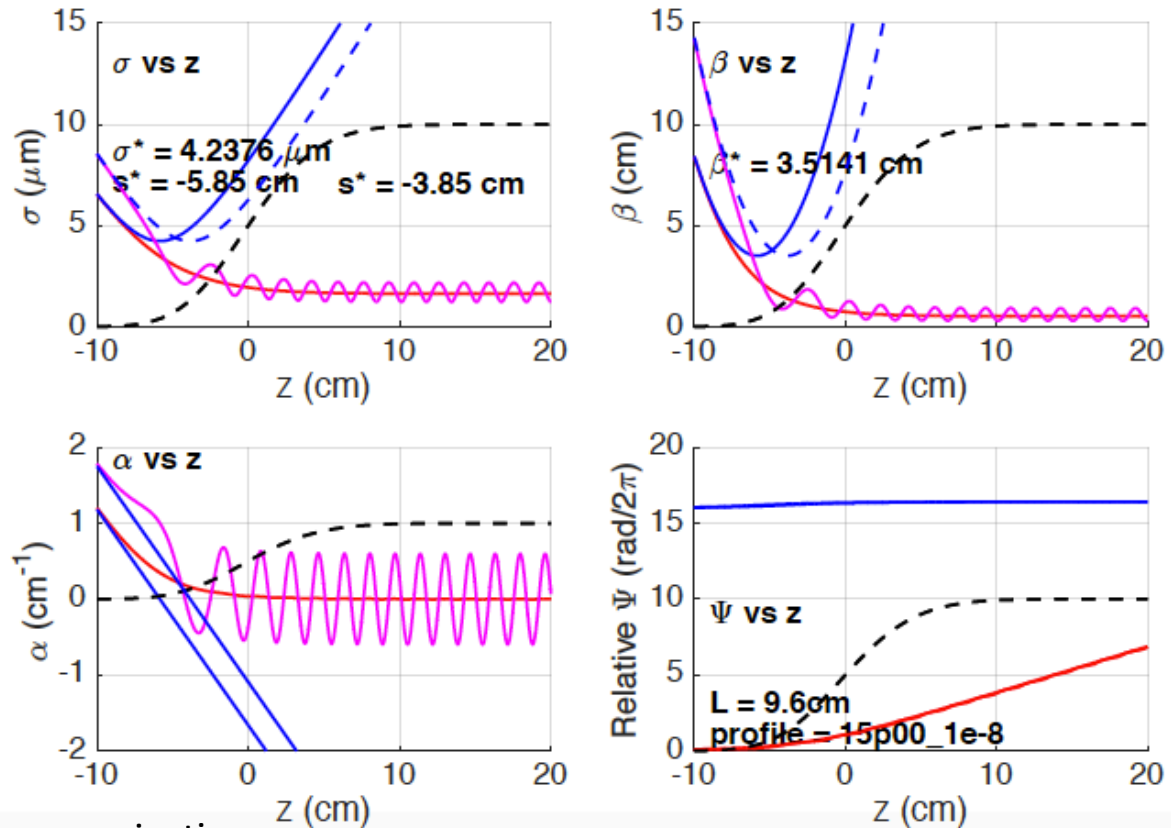 15
10
5
0
-10
0
10
20
σ (μm)
z (cm)
σ vs z
σ* = 4.2376 μm
s* = -5.85 cm s* = -3.85 cm
15
10
5
0
-10
0
10
20
β (cm)
z (cm)
β vs z
β* = 3.5141 cm
2
1
0
-1
-2
-10
0
10
20
α (cm⁻¹)
z (cm)
α vs z
20
15
10
5
0
-10
0
10
20
Relative Ψ (rad/2π)
z (cm)
Ψ vs z
L = 9.6cm
profile = 15p00_1e-8